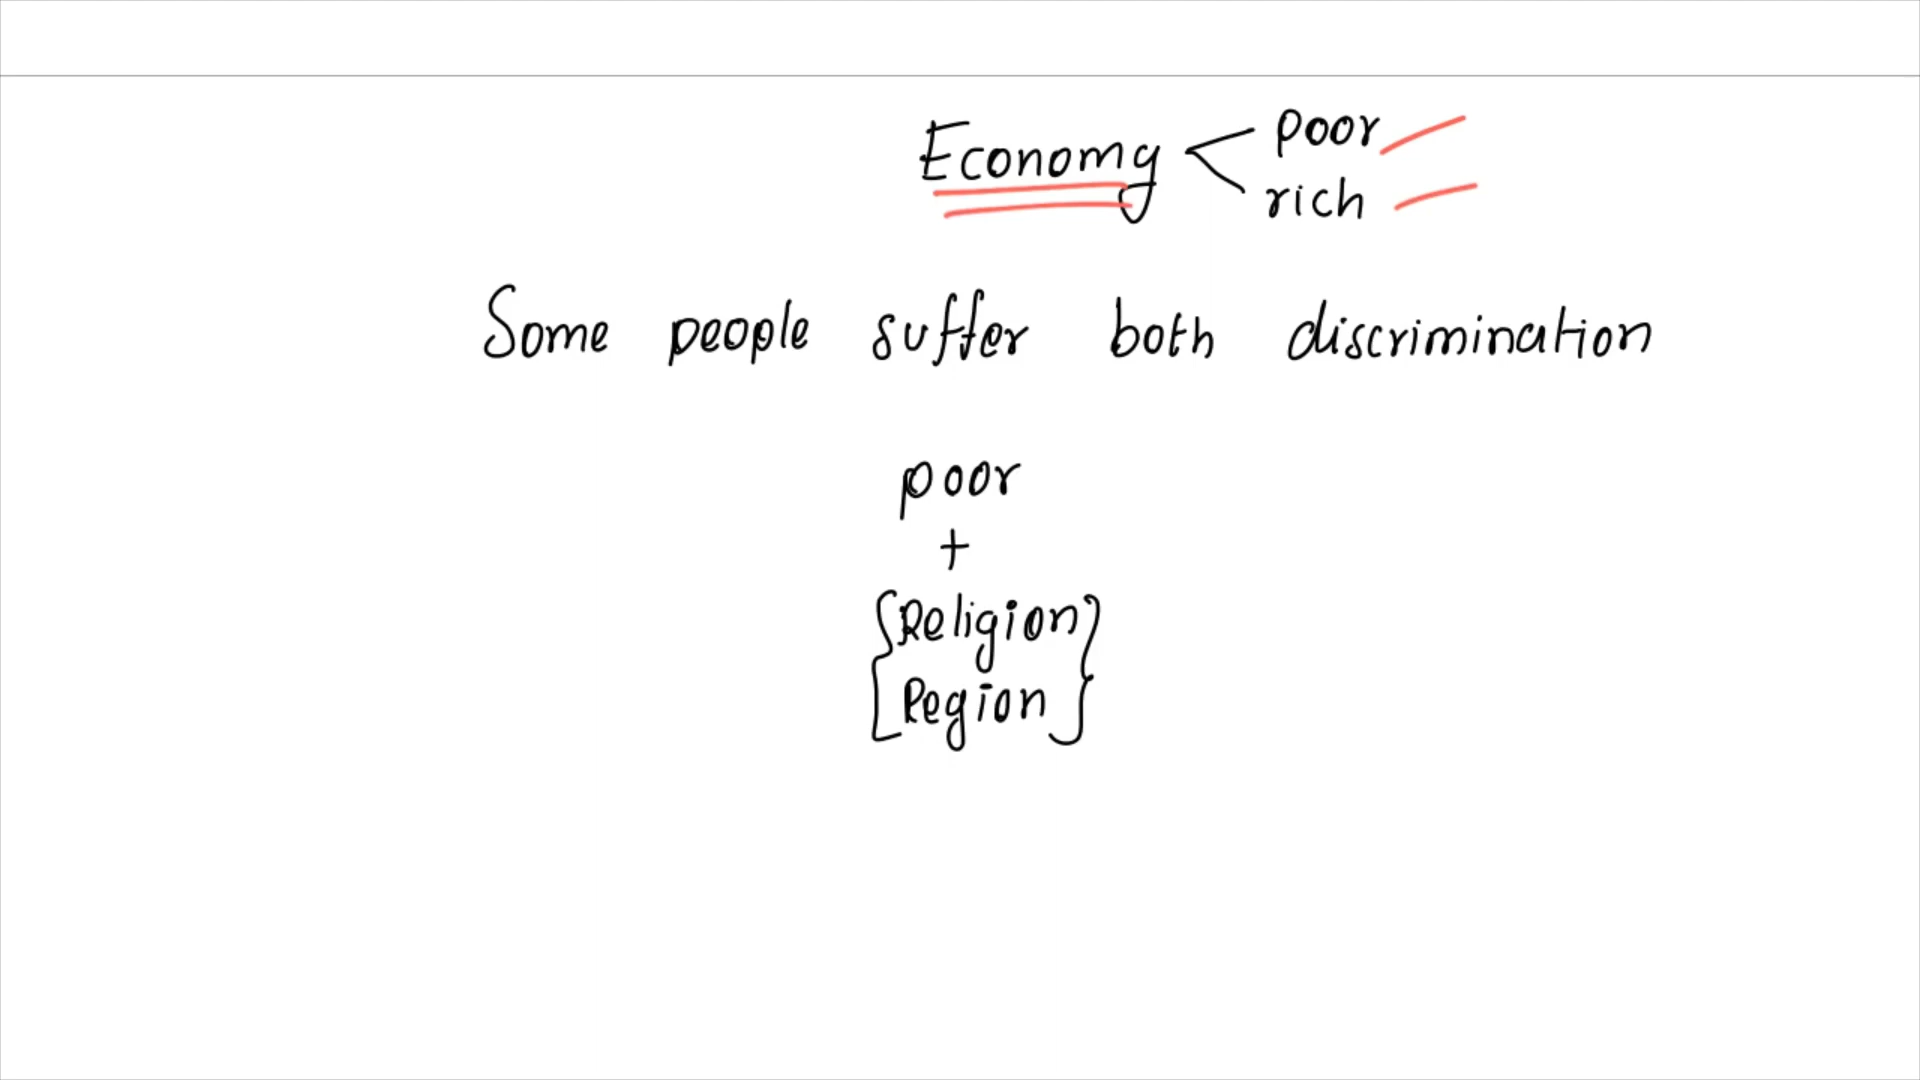 Economy < poor
rich
Some people suffer both discrimination
poor
+
{Religion}
[Region}